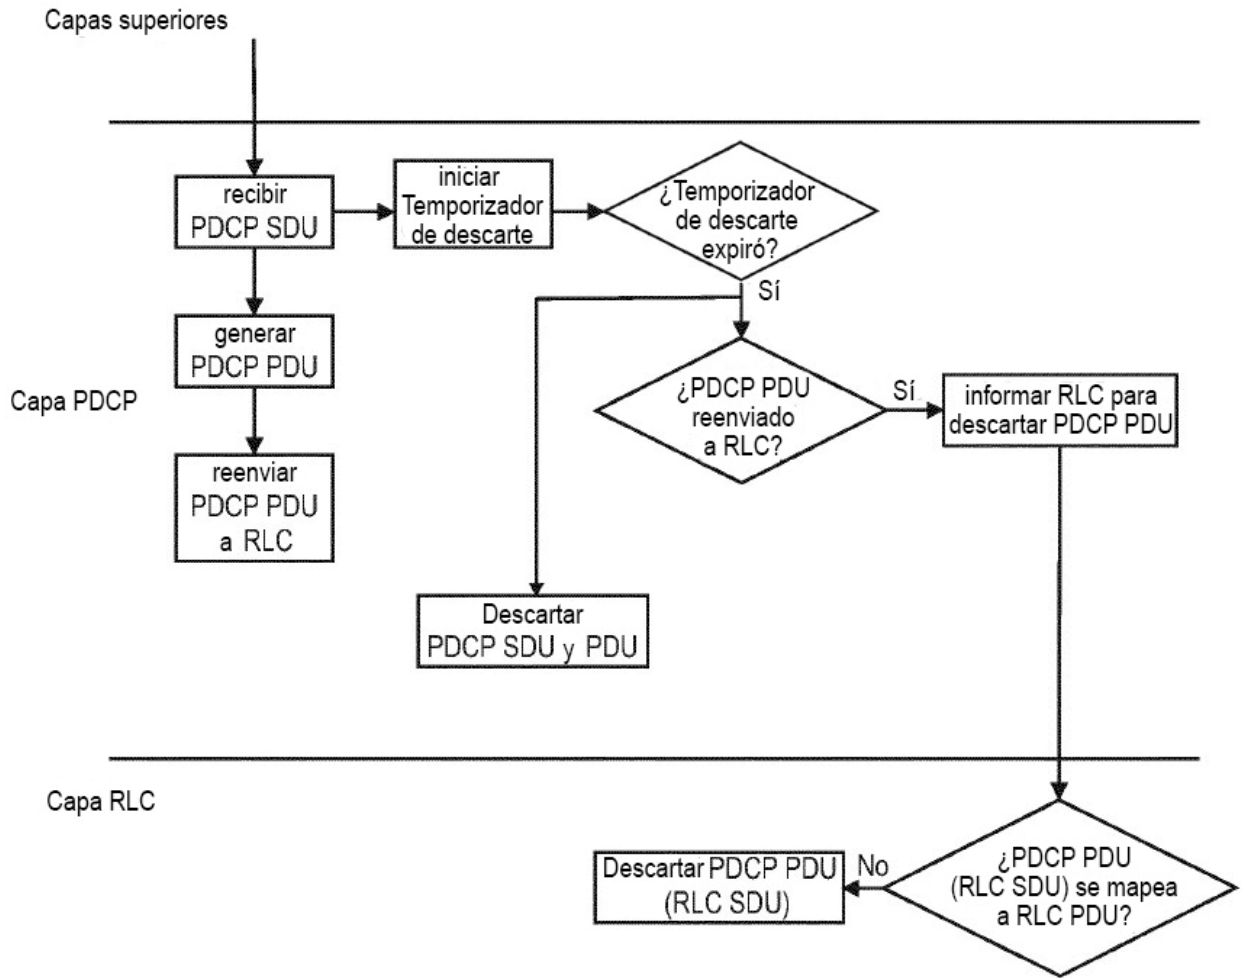 Capas superiores
recibir
PDCP SDU
iniciar
Temporizador
de descarte
¿Temporizador
de descarte
expiró?
Sí
generar
PDCP PDU
Capa PDCP
¿PDCP PDU
reenviado
a RLC?
Sí
informar RLC para
descartar PDCP PDU
reenviar
PDCP PDU
a RLC
Descartar
PDCP SDU y PDU
Capa RLC
Descartar PDCP PDU
(RLC SDU)
No
¿PDCP PDU
(RLC SDU) se mapea
a RLC PDU?